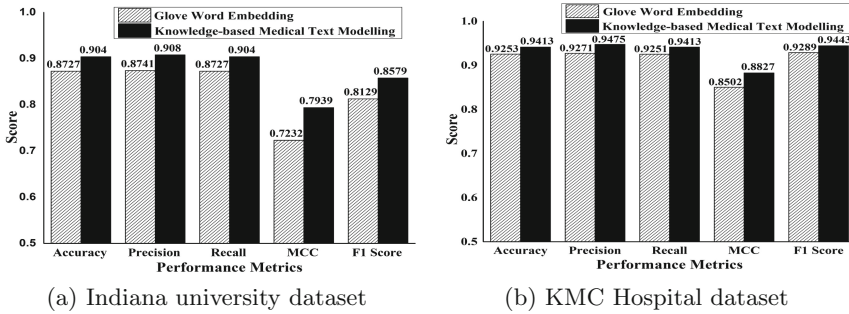 Glove Word Embedding
Knowledge-based Medical Text Modelling
1.0
0.9
0.8
0.7
0.6
0.5
Score
0.8727
0.904
0.8741
0.908
0.8727
0.904
0.7232
0.7939
0.8129
0.8579
Accuracy Precision Recall MCC F1 Score
Performance Metrics
(a) Indiana university dataset
Glove Word Embedding
Knowledge-based Medical Text Modelling
1.0
0.9
0.8
0.7
0.6
0.5
Score
0.9253
0.9413
0.9271
0.9475
0.9251
0.9413
0.8502
0.8827
0.9289
0.9443
Accuracy Precision Recall MCC F1 Score
Performance Metrics
(b) KMC Hospital dataset